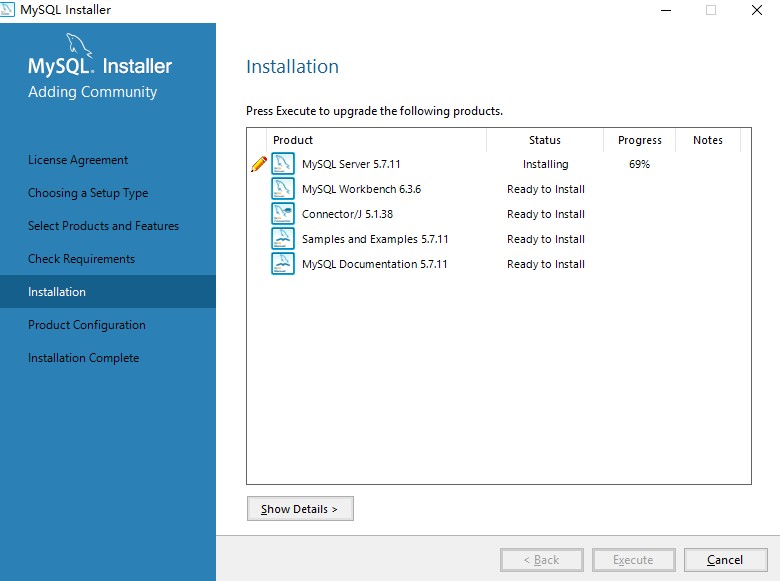 MySQL Installer
MySQL. Installer
Adding Community
License Agreement
Choosing a Setup Type
Select Products and Features
Check Requirements
Installation
Product Configuration
Installation Complete
Installation
Press Execute to upgrade the following products.
Product Status Progress Notes
MySQL Server 5.7.11 Installing 69%
MySQL Workbench 6.3.6 Ready to Install
Connector/J 5.1.38 Ready to Install
Samples and Examples 5.7.11 Ready to Install
MySQL Documentation 5.7.11 Ready to Install
Show Details >
< Back Execute Cancel